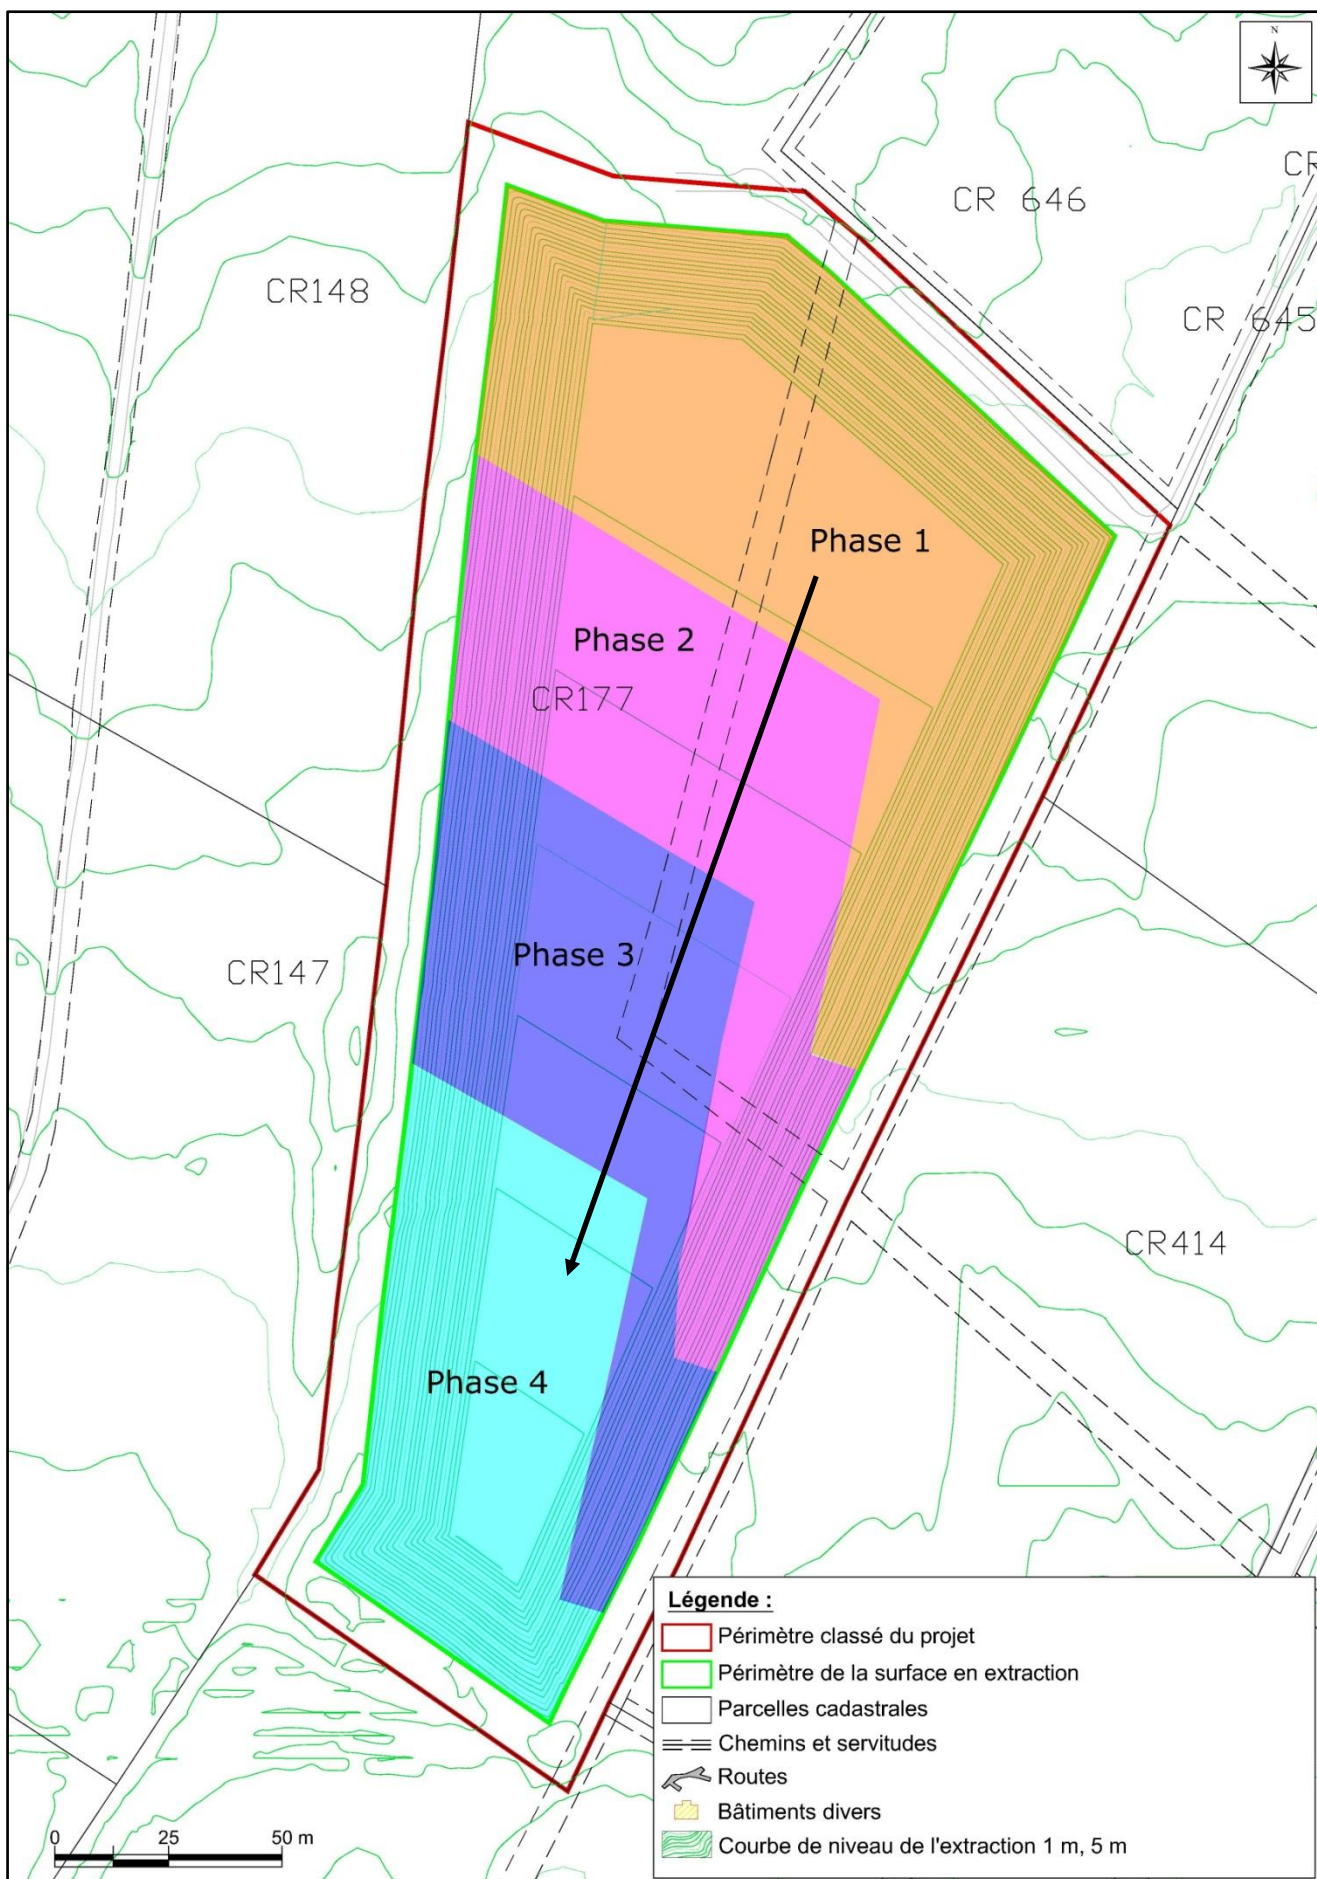 N
CR
CR 646
CR148
CR 645
Phase 1
Phase 2
CR177
Phase 3
CR147
CR414
Phase 4
Légende :
Périmètre classé du projet
Périmètre de la surface en extraction
Parcelles cadastrales
Chemins et servitudes
Routes
Bâtiments divers
Courbe de niveau de l'extraction 1 m, 5 m
0 25 50 m